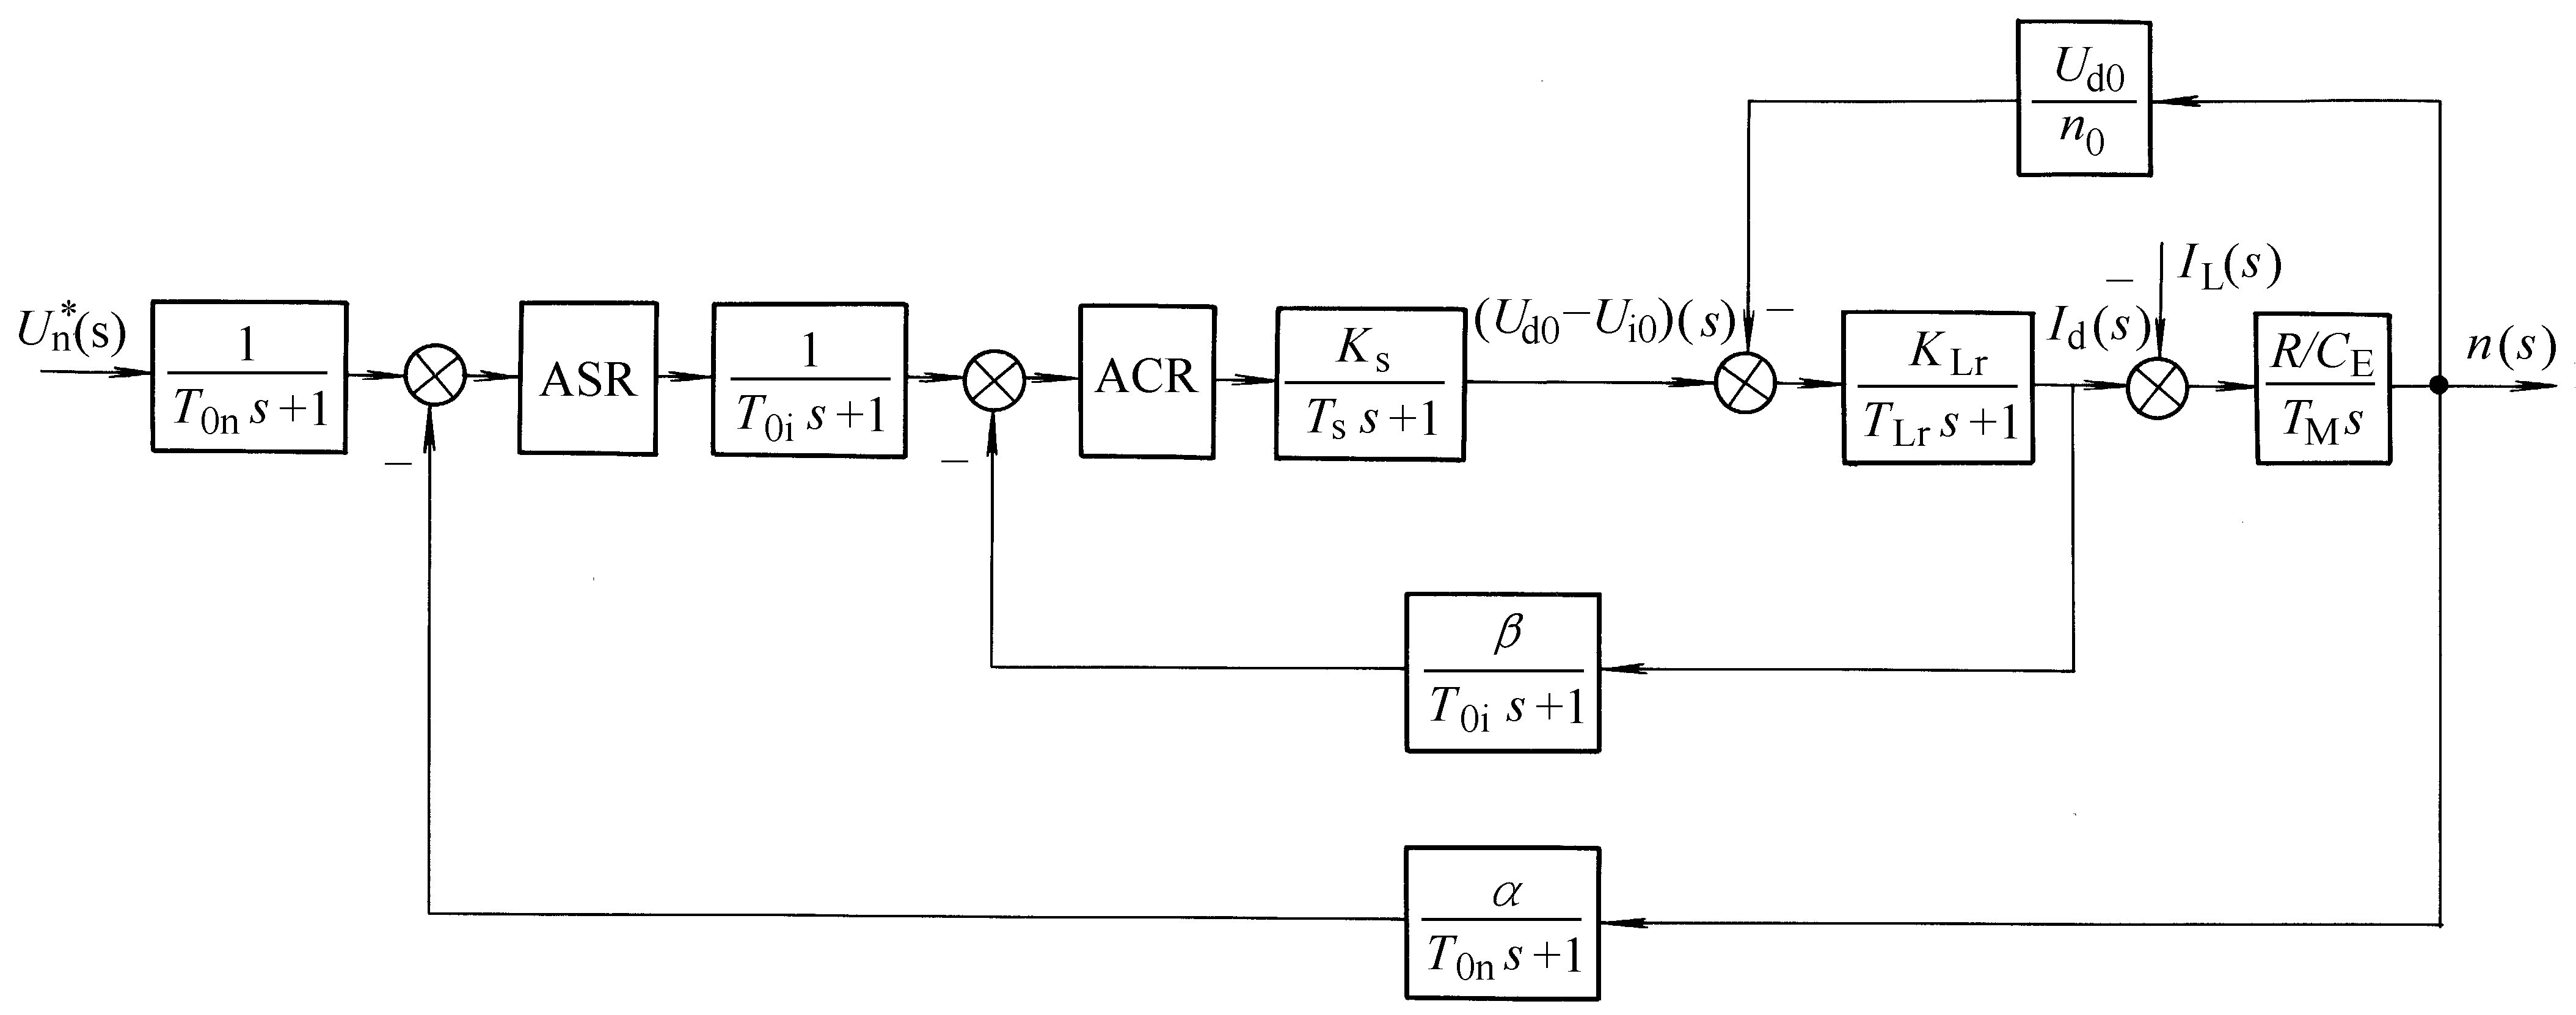 U_d0
n_0
U_n^*(s)
1
T_0n s+1
ASR
1
T_0i s+1
ACR
K_s
T_s s+1
(U_d0−U_i0)(s)
−
K_Lr
T_Lr s+1
I_d(s)
−
I_L(s)
R/C_E
T_M s
n(s)
−
−
β
T_0i s+1
α
T_0n s+1